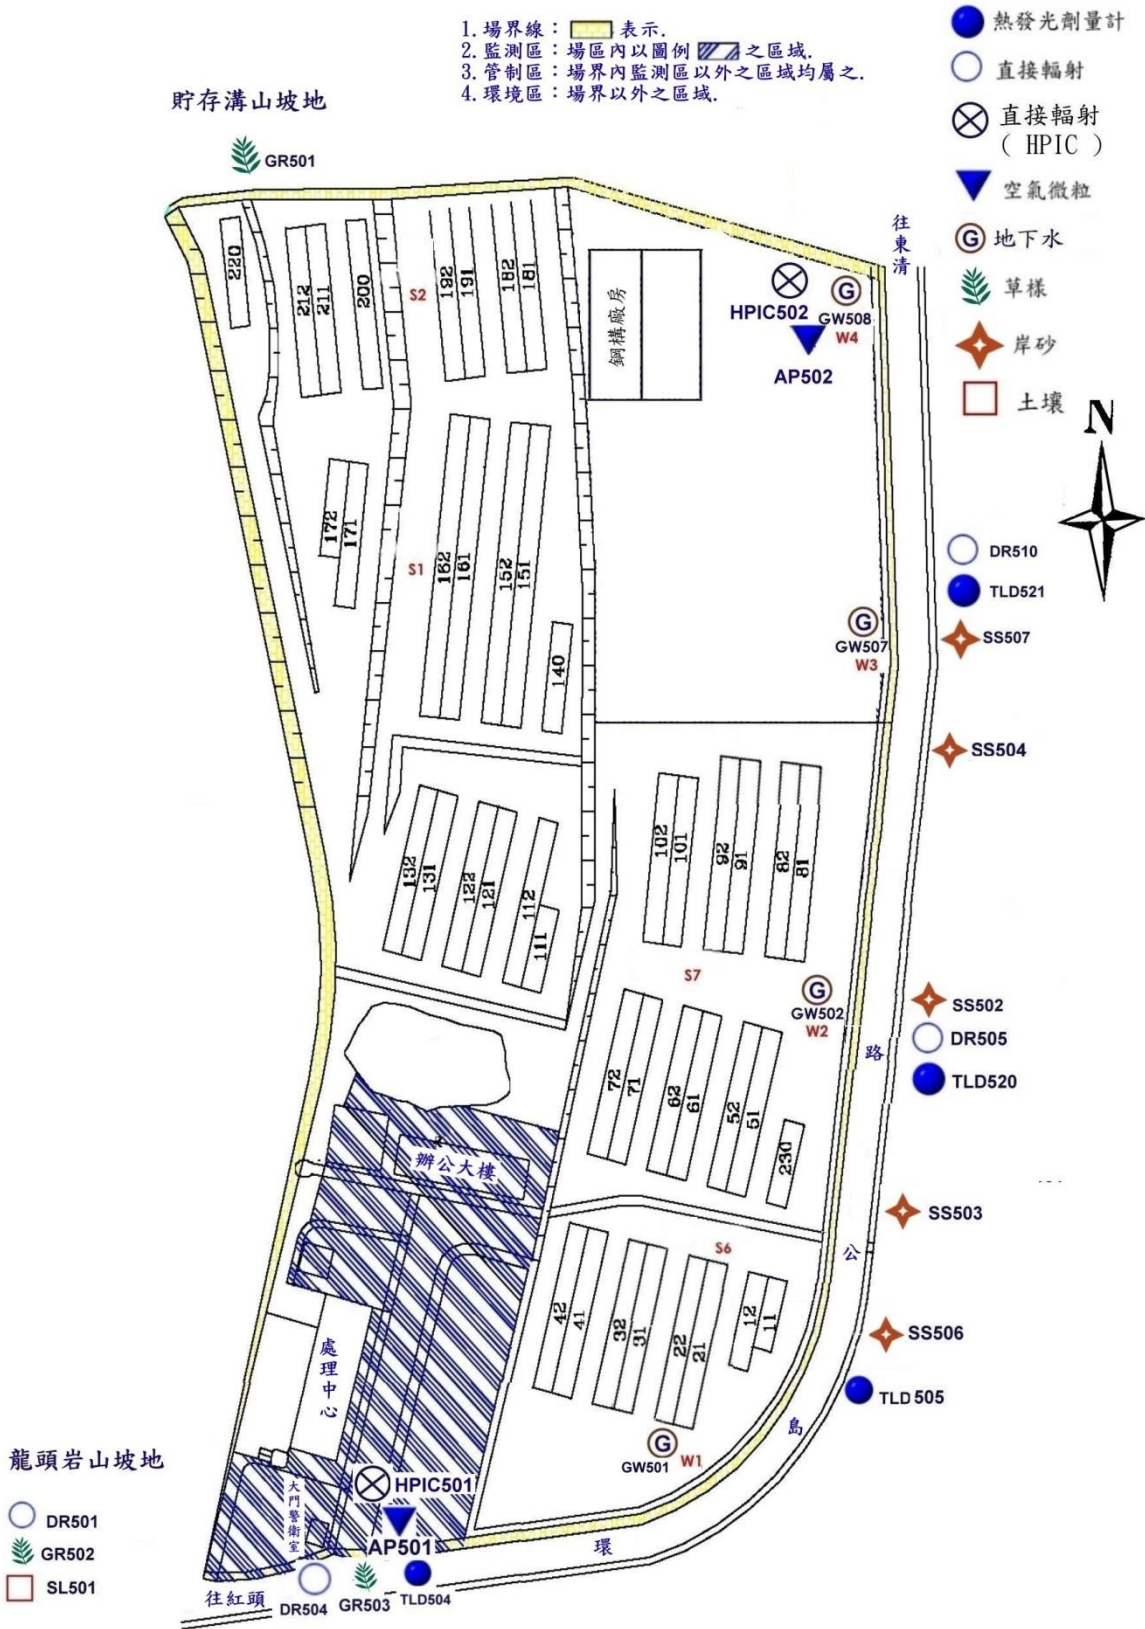 1. 場界線： 表示.
2. 監測區：場區內以圖例 之區域.
3. 管制區：場界內監測區以外之區域均屬之.
4. 環境區：場界以外之區域.
熱發光劑量計
直接輻射
直接輻射
( HPIC )
空氣微粒
地下水
草樣
岸砂
土壤
N
貯存溝山坡地
GR501
往東清
220
212
211
200
S2
192
191
182
181
鋼構廠房
HPIC502
GW508
W4
AP502
172
171
S1
162
161
152
151
140
GW507
W3
DR510
TLD521
SS507
SS504
132
131
122
121
112
111
102
101
92
91
82
81
S7
GW502
W2
SS502
DR505
TLD520
路
72
71
62
61
52
51
230
辦公大樓
SS503
公
S6
42
41
32
31
22
21
12
11
SS506
TLD505
處理中心
島
GW501
W1
龍頭岩山坡地
DR501
GR502
SL501
HPIC501
大門警衛室
AP501
環
往紅頭
DR504
GR503
TLD504